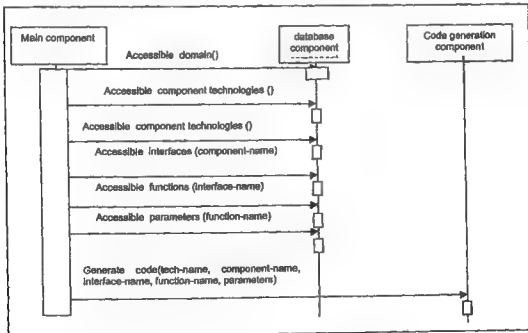 Main component
database
component
Code generation
component
Accessible domain()
Accessible component technologies ()
Accessible component technologies ()
Accessible interfaces (component-name)
Accessible functions (interface-name)
Accessible parameters (function-name)
Generate code(tech-name, component-name,
interface-name, function-name, parameters)